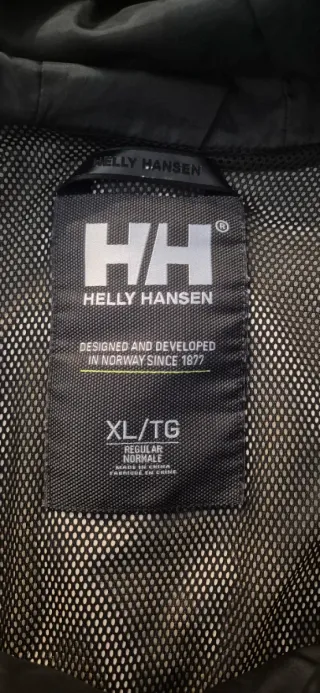 HELLY HANSEN
HH®
HELLY HANSEN
DESIGNED AND DEVELOPED
IN NORWAY SINCE 1877
XL/TG
REGULAR
NORMALE
MADE IN CHINA
FABRIQUÉ EN CHINE